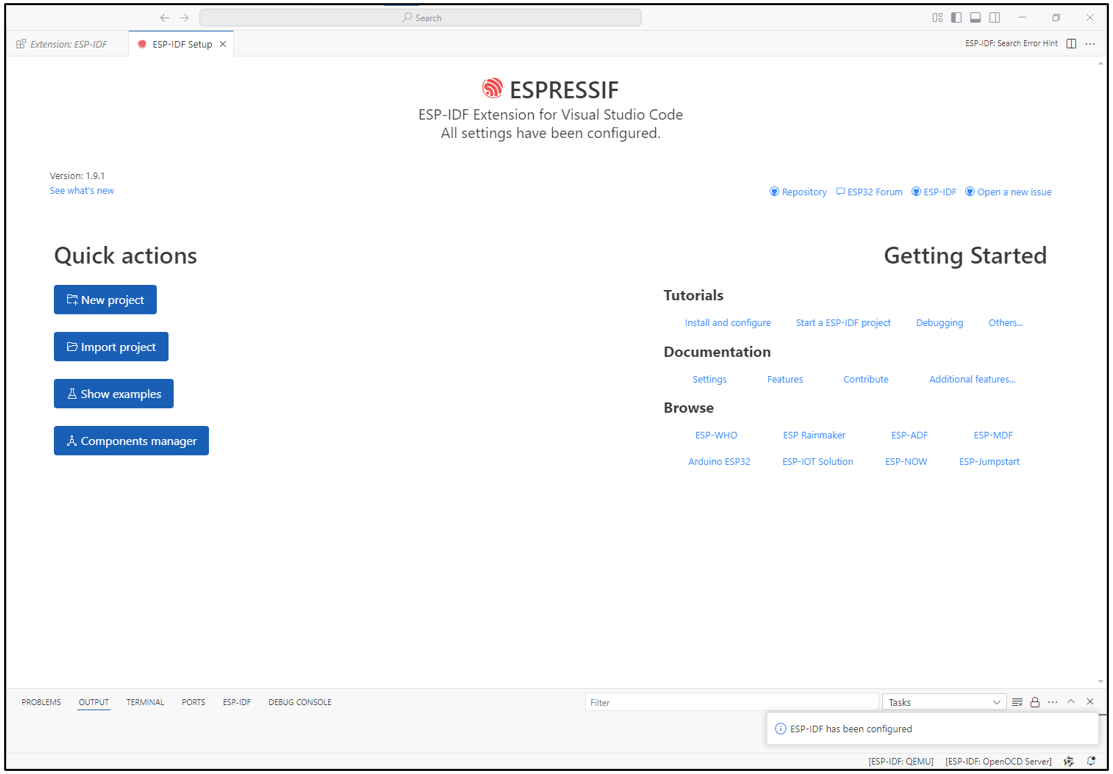 Search
Extension: ESP-IDF
ESP-IDF Setup
ESP-IDF: Search Error Hint
ESPRESSIF
ESP-IDF Extension for Visual Studio Code
All settings have been configured.
Version: 1.9.1
See what's new
Repository ESP32 Forum ESP-IDF Open a new issue
Quick actions
New project
Import project
Show examples
Components manager
Getting Started
Tutorials
Install and configure Start a ESP-IDF project Debugging Others...
Documentation
Settings Features Contribute Additional features...
Browse
ESP-WHO ESP Rainmaker ESP-ADF ESP-MDF
Arduino ESP32 ESP-IOT Solution ESP-NOW ESP-Jumpstart
PROBLEMS OUTPUT TERMINAL PORTS ESP-IDF DEBUG CONSOLE
Filter
Tasks
ESP-IDF has been configured
[ESP-IDF: QEMU] [ESP-IDF: OpenOCD Server]